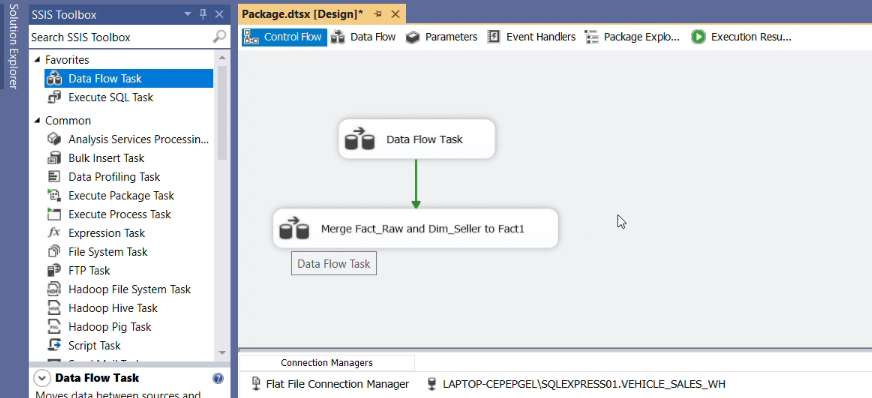 Solution Explorer
SSIS Toolbox
Search SSIS Toolbox
Favorites
Data Flow Task
Execute SQL Task
Common
Analysis Services Processin...
Bulk Insert Task
Data Profiling Task
Execute Package Task
Execute Process Task
Expression Task
File System Task
FTP Task
Hadoop File System Task
Hadoop Hive Task
Hadoop Pig Task
Script Task
Data Flow Task
Moves data between sources and
Package.dtsx [Design]*
Control Flow Data Flow Parameters Event Handlers Package Explo... Execution Resu...
Data Flow Task
Merge Fact_Raw and Dim_Seller to Fact1
Data Flow Task
Connection Managers
Flat File Connection Manager LAPTOP-CEPEPGEL\SQLEXPRESS01.VEHICLE_SALES_WH